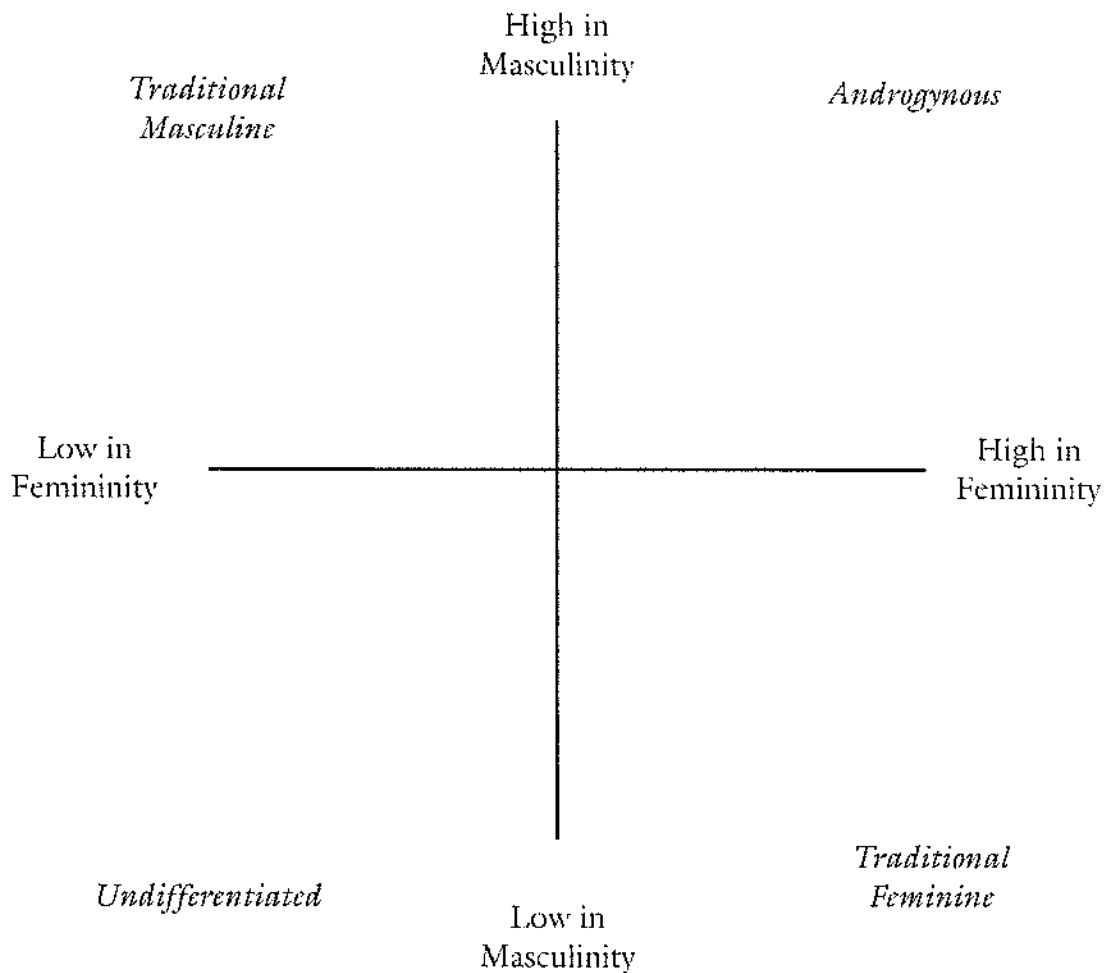 High in
Masculinity
Traditional
Masculine
Androgynous
Low in
Femininity
High in
Femininity
Undifferentiated
Traditional
Feminine
Low in
Masculinity